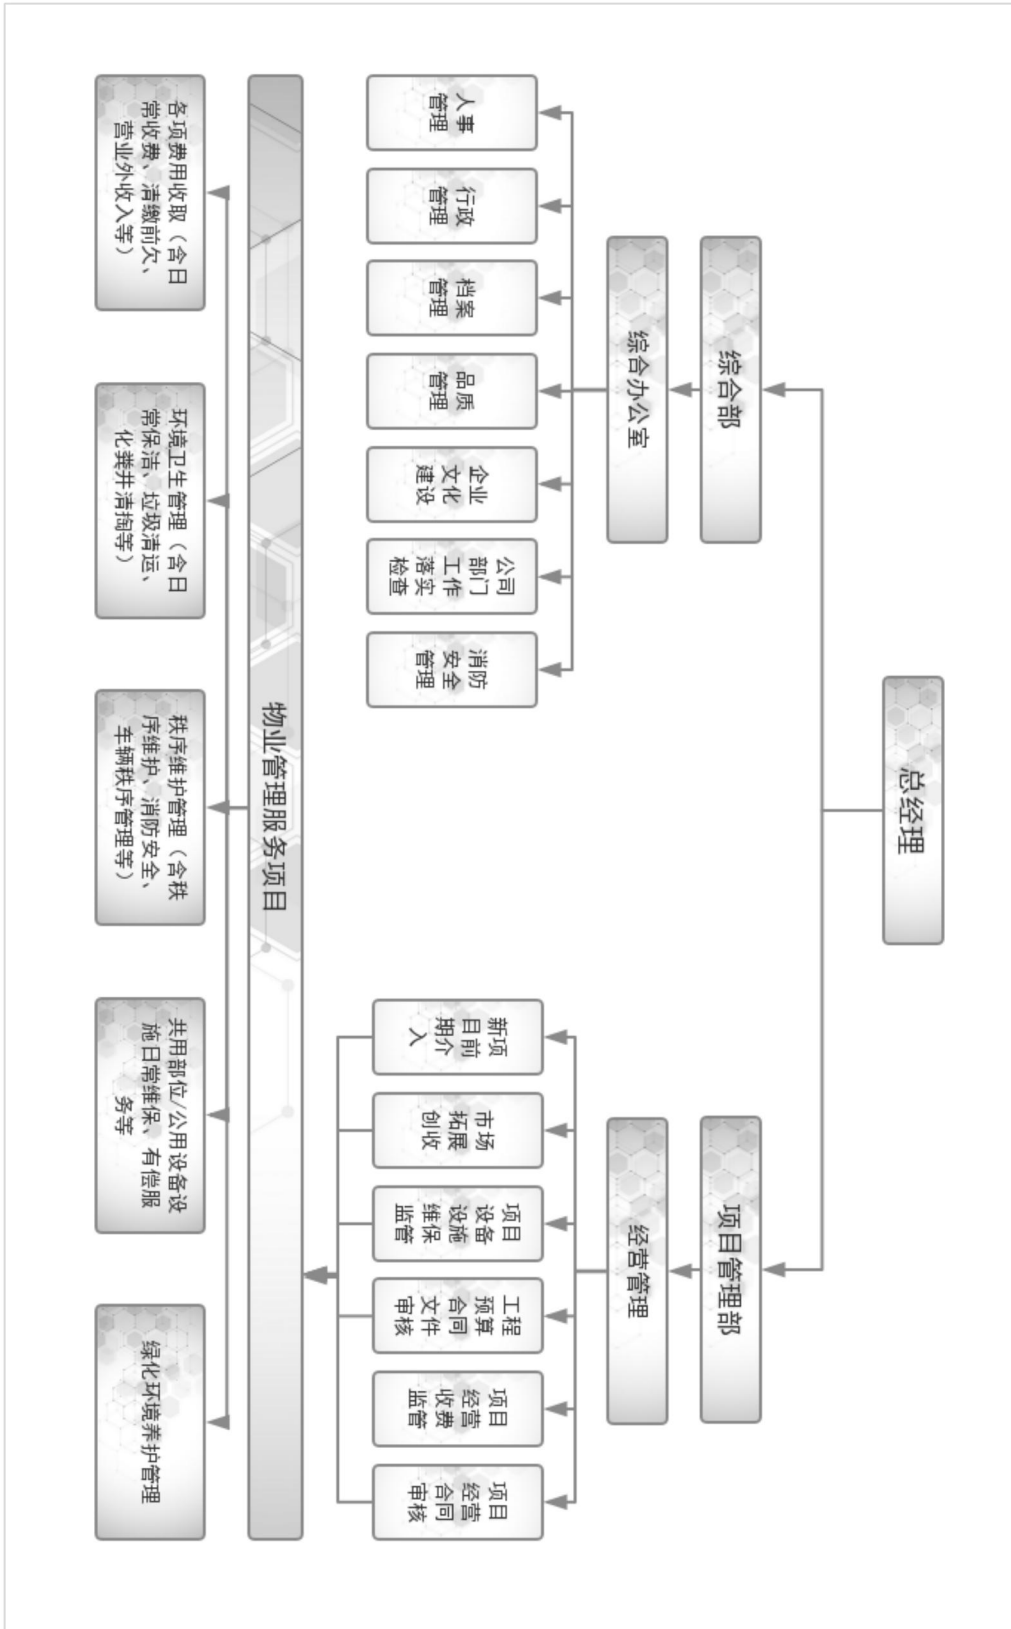 总经理
综合部
项目管理部
综合办公室
经营管理
人事
管理
行政
管理
档案
管理
品质
管理
企业
文化
建设
公司
部门
工作
落实
检查
消防
安全
管理
新项
目前
期介
入
市场
拓展
创收
项目
设备
设施
维保
监管
工程
预算
合同
文件
审核
项目
经营
收费
监管
项目
经营
合同
审核
物业管理服务项目
各项费用收取（含日
常收费、清缴前欠、
营业外收入等）
环境卫生管理（含日
常保洁、垃圾清运、
化粪井清掏等）
秩序维护管理（含秩
序维护、消防安全、
车辆秩序管理等）
共用部位/公用设备设
施日常维保、有偿服
务等
绿化环境养护管理